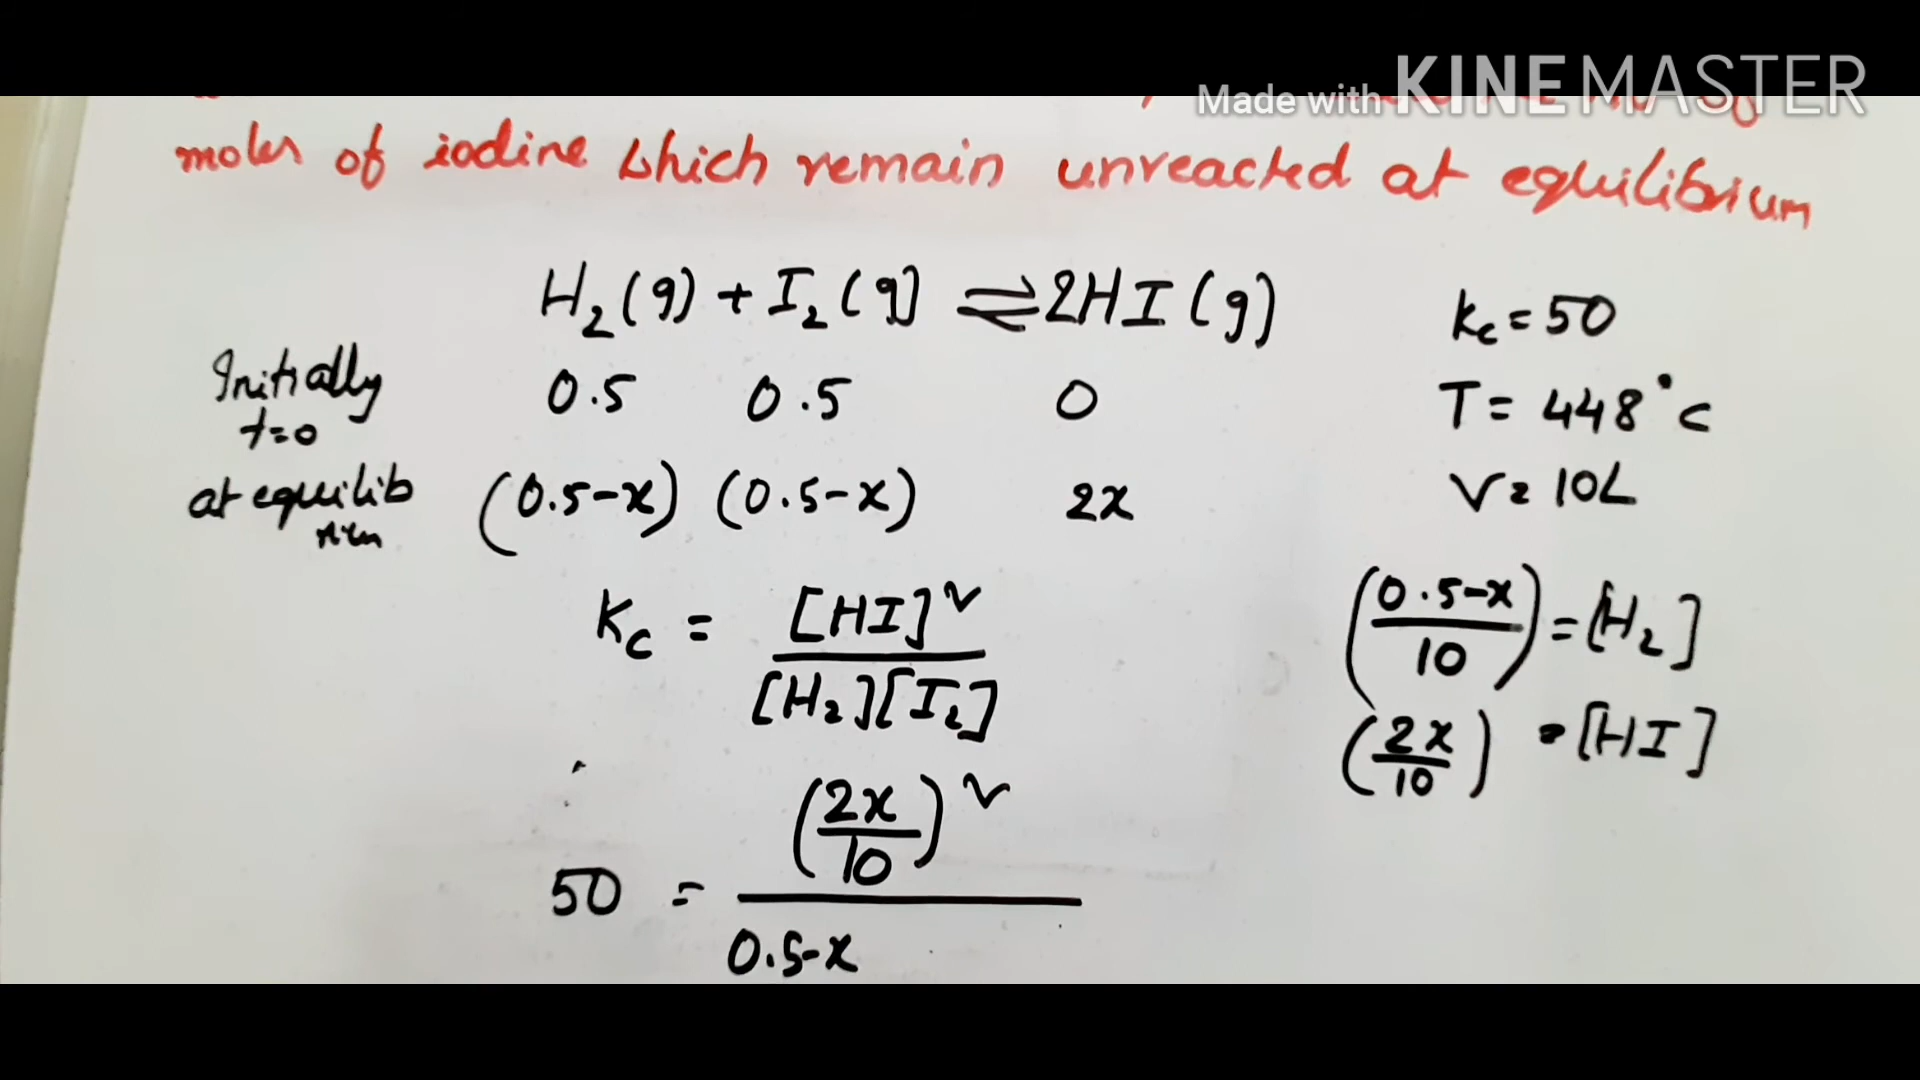 Made with KINEMASTER
moles of iodine which remain unreacted at equilibrium
H₂(g) + I₂(g) ⇌ 2HI(g)
Kc = 50
Initially 0.5 0.5 0
t=0
T = 448°C
at equilib (0.5-x) (0.5-x) 2x
rium
V = 10L
Kc = [HI]² / [H₂][I₂]
(0.5-x / 10) = [H₂]
(2x / 10) = [HI]
50 = (2x / 10)² / 0.5-x